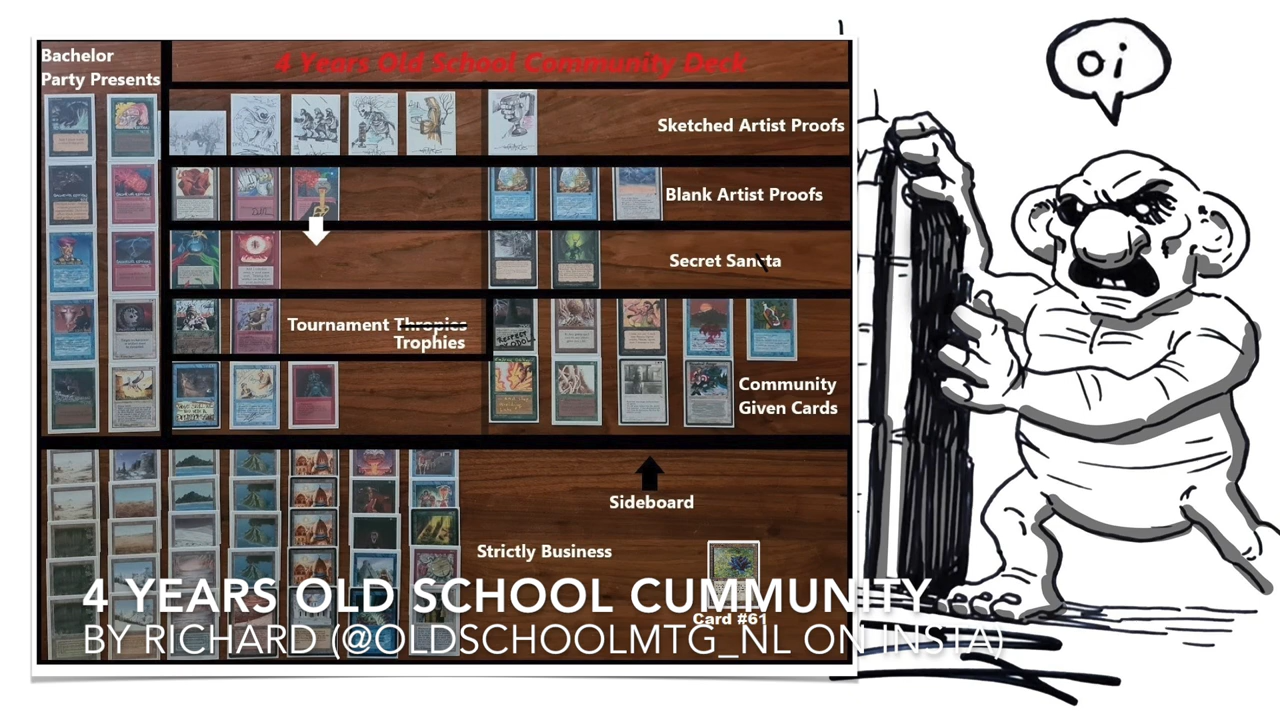 Bachelor
Party Presents
4 Years Old School Community Deck
oi
Sketched Artist Proofs
Blank Artist Proofs
Secret Sancta
Tournament Thropies
Trophies
RESPECT
Community
Given Cards
Sideboard
Strictly Business
4 YEARS OLD SCHOOL CUMMUNITY
Card #61
BY RICHARD (@OLDSCHOOLMTG_NL ON INSTA)